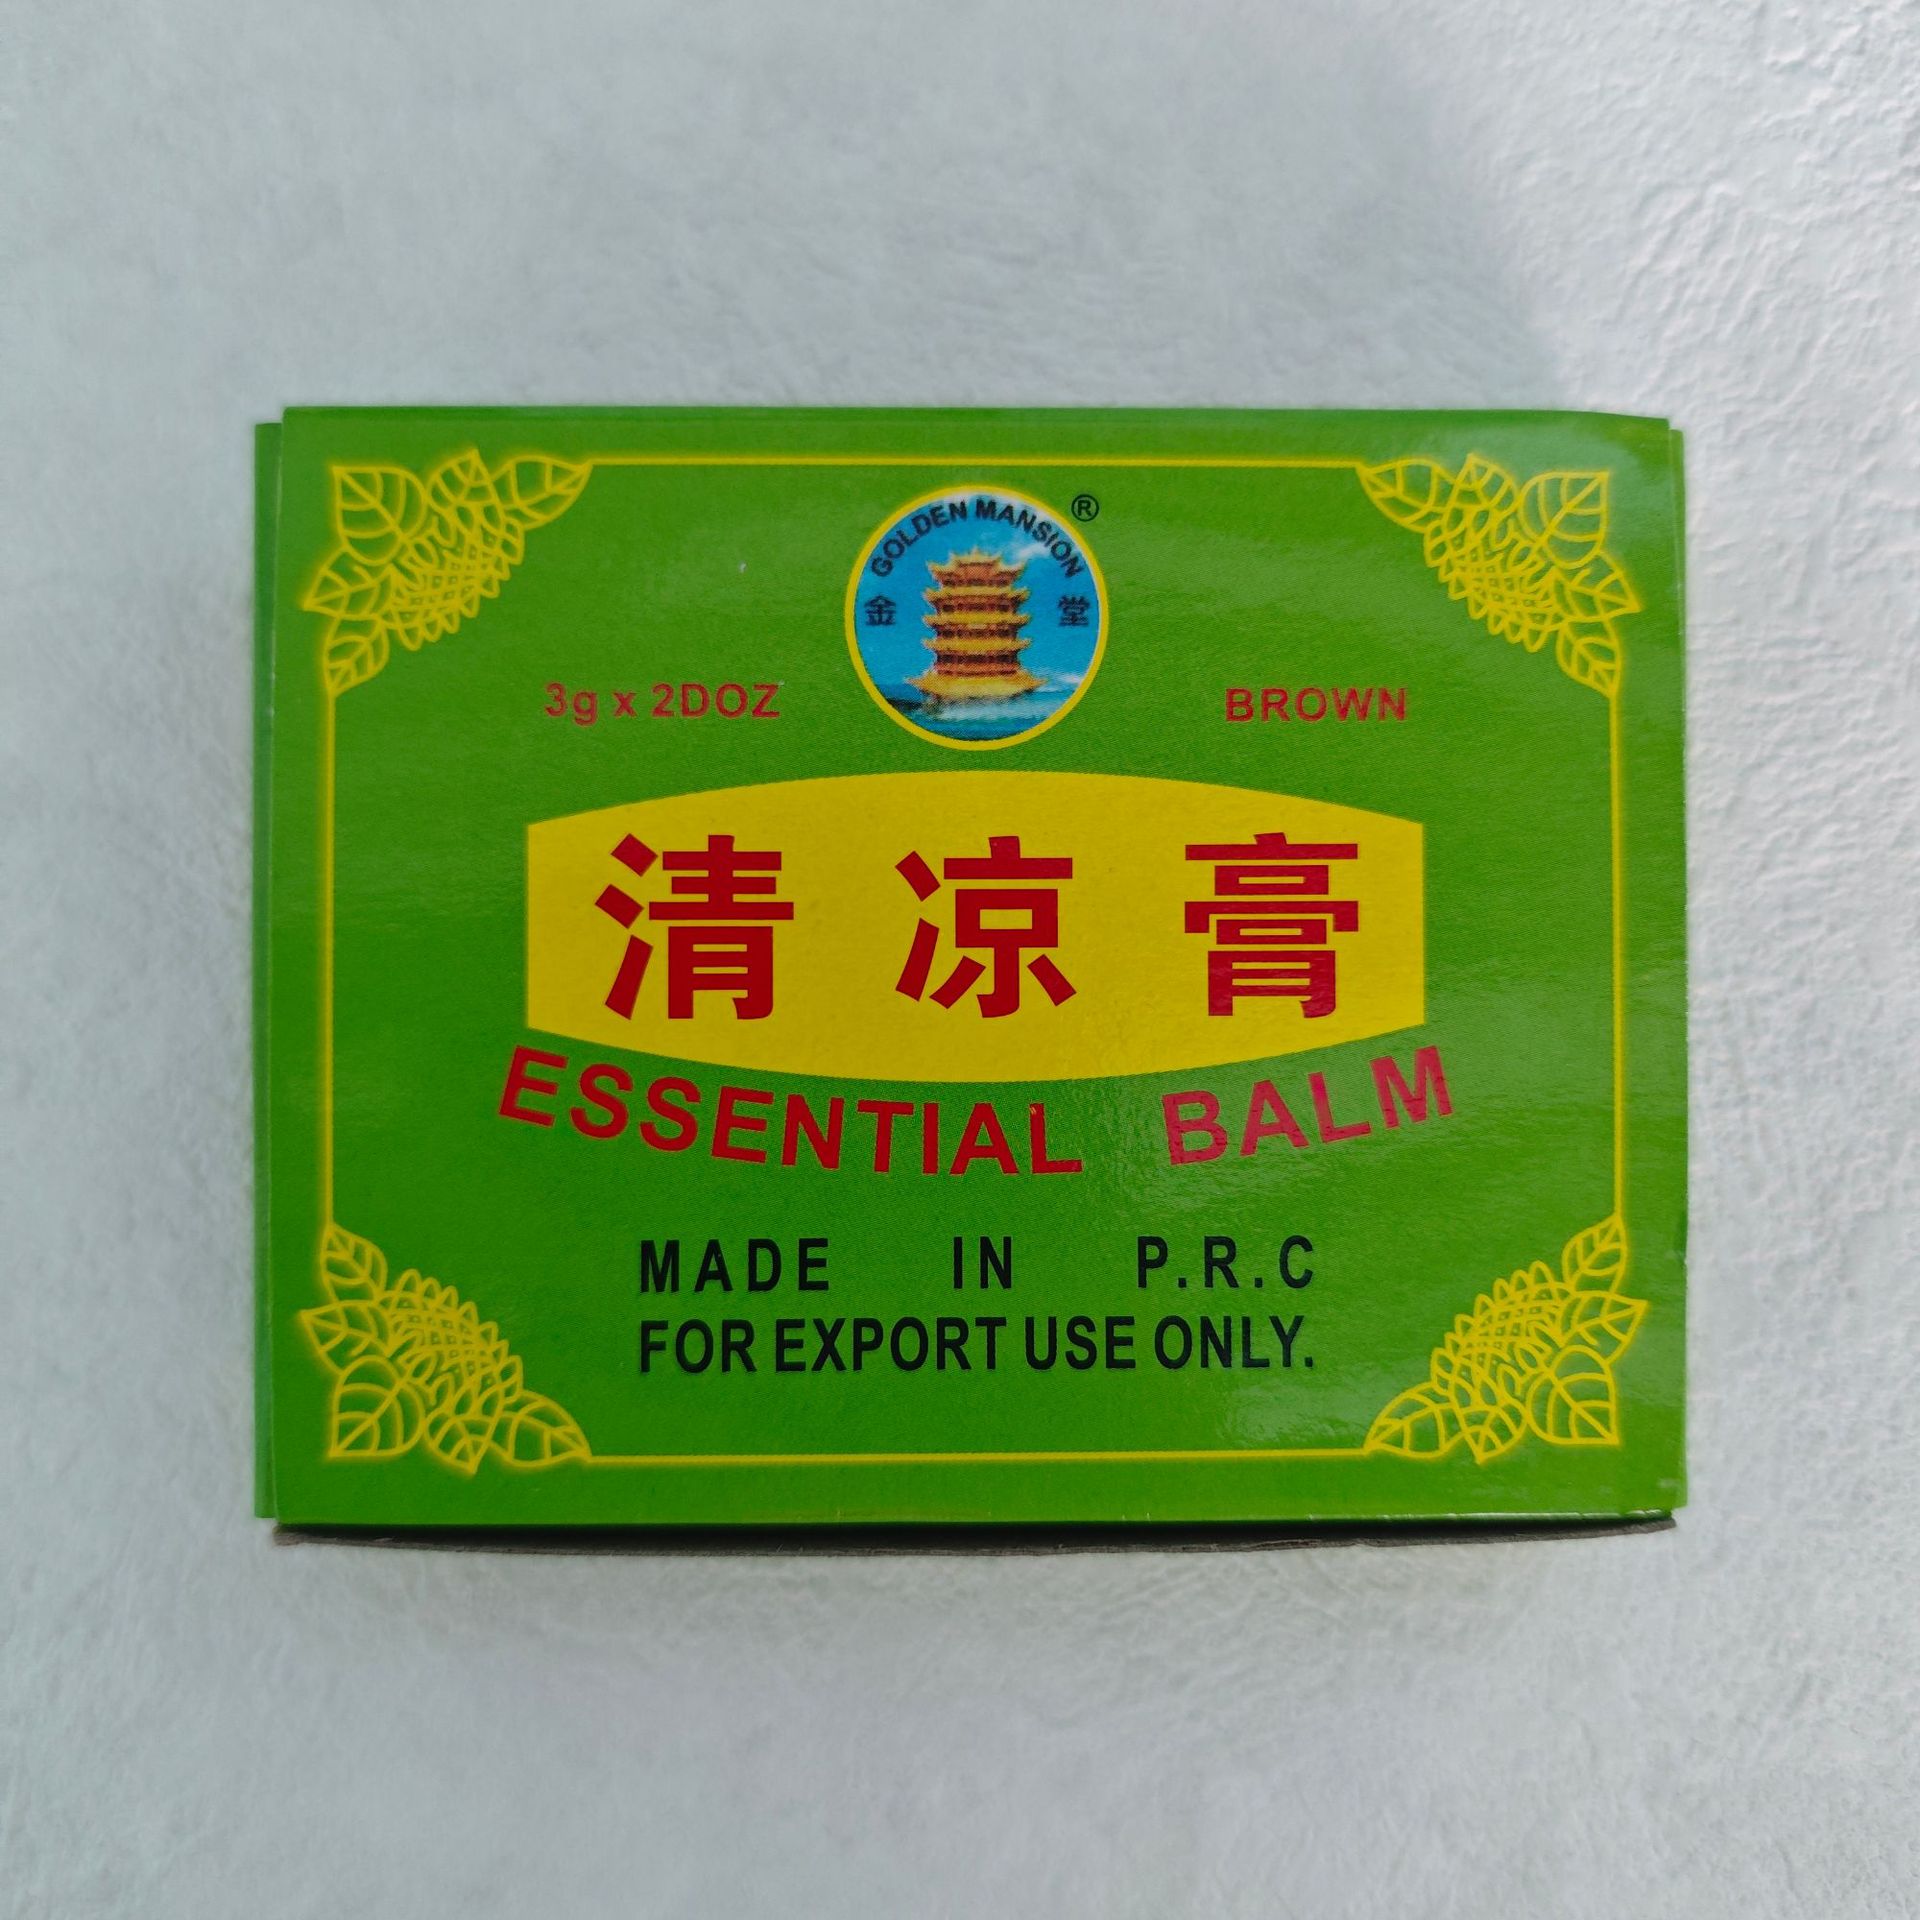 GOLDEN MANSION ®
金 堂
3g x 2DOZ BROWN
清凉膏
ESSENTIAL BALM
MADE IN P.R.C
FOR EXPORT USE ONLY.